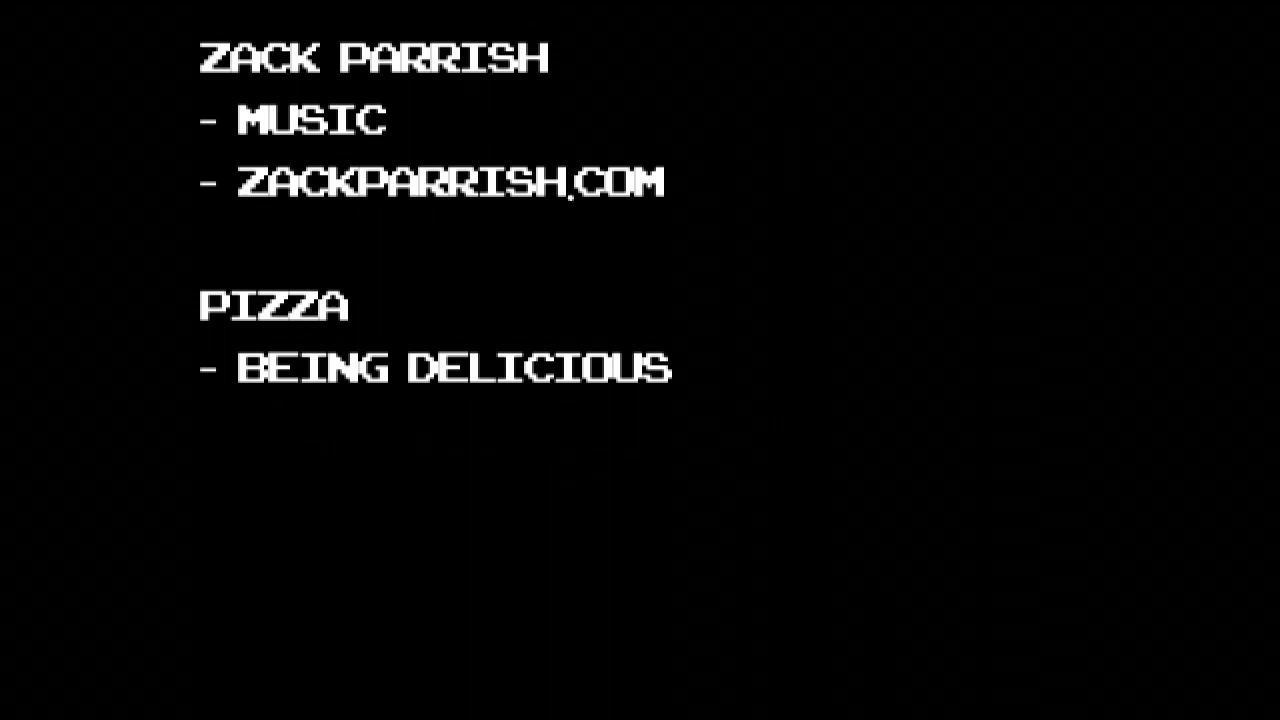 ZACK PARRISH
- MUSIC
- ZACKPARRISH.COM
PIZZA
- BEING DELICIOUS